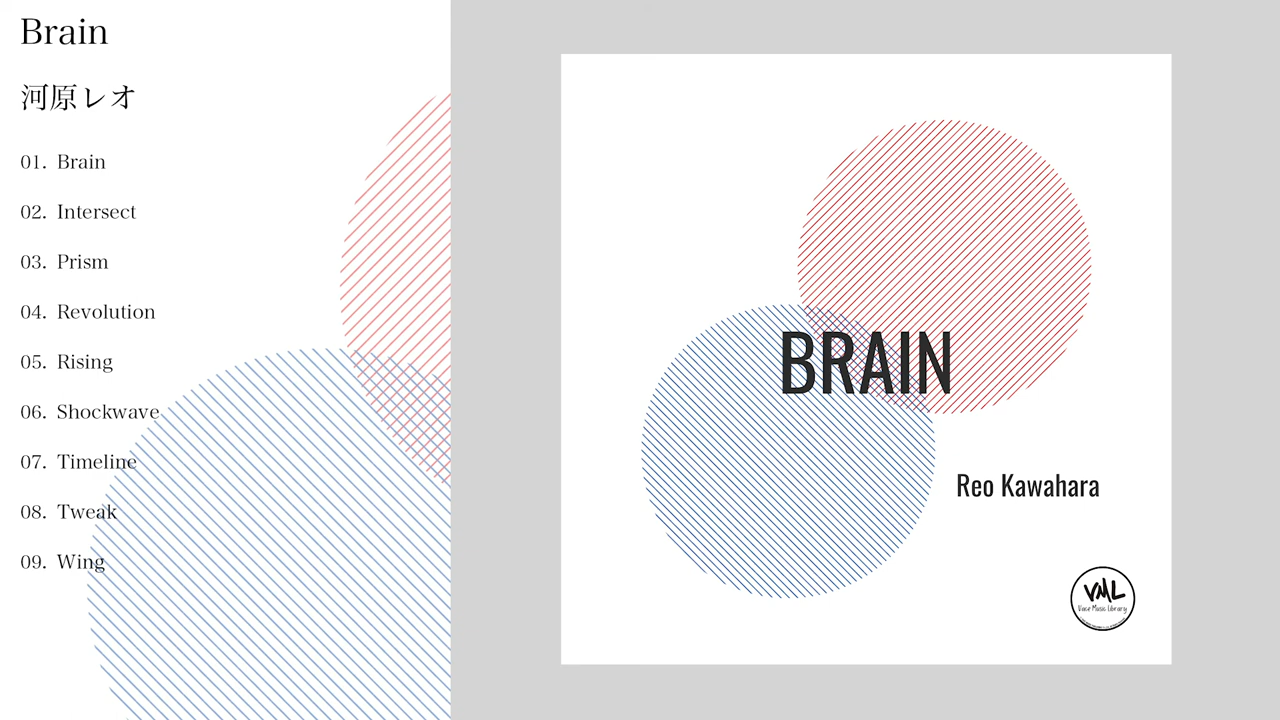 Brain
河原レオ
01. Brain
02. Intersect
03. Prism
04. Revolution
05. Rising
06. Shockwave
07. Timeline
08. Tweak
09. Wing
BRAIN
Reo Kawahara
VML
Voice Music Library